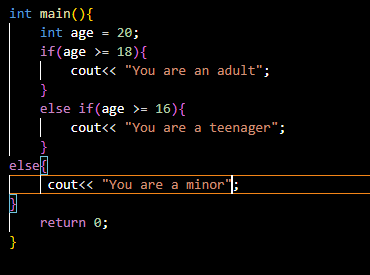 int main(){
    int age = 20;
    if(age >= 18){
        cout<< "You are an adult";
    }
    else if(age >= 16){
        cout<< "You are a teenager";
    }
else{
     cout<< "You are a minor";
}
    return 0;
}